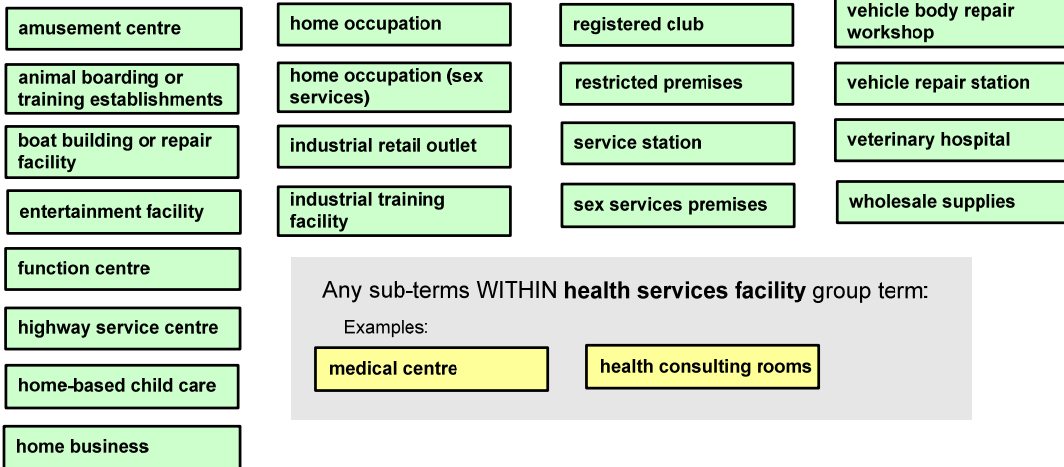 amusement centre
animal boarding or
training establishments
boat building or repair
facility
entertainment facility
function centre
highway service centre
home-based child care
home business
home occupation
home occupation (sex
services)
industrial retail outlet
industrial training
facility
registered club
restricted premises
service station
sex services premises
vehicle body repair
workshop
vehicle repair station
veterinary hospital
wholesale supplies
Any sub-terms WITHIN health services facility group term:
Examples:
medical centre
health consulting rooms